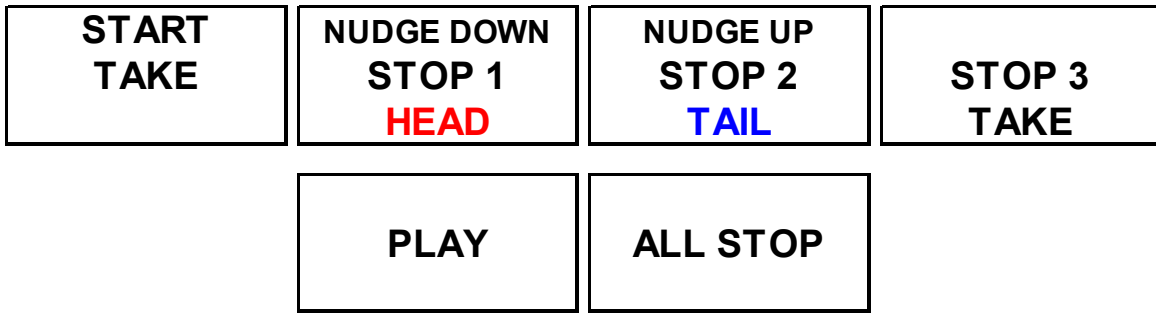 START
TAKE
NUDGE DOWN
STOP 1
HEAD
NUDGE UP
STOP 2
TAIL
STOP 3
TAKE
PLAY
ALL STOP